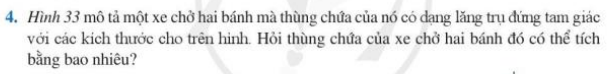 4. Hình 33 mô tả một xe chở hai bánh mà thùng chứa của nó có dạng lăng trụ đứng tam giác
với các kích thước cho trên hình. Hỏi thùng chứa của xe chở hai bánh đó có thể tích
bằng bao nhiêu?